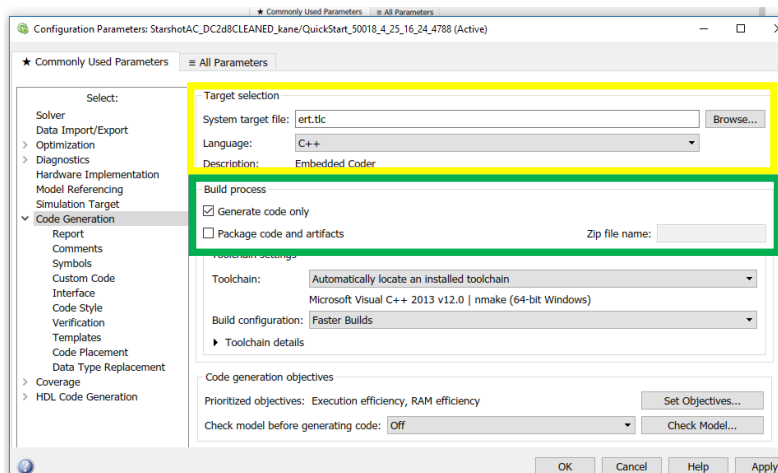 ★ Commonly Used Parameters ≡ All Parameters
Configuration Parameters: StarshotAC_DC2d8CLEANED_kane/QuickStart_50018_4_25_16_24_4788 (Active)
★ Commonly Used Parameters ≡ All Parameters
Select:
Solver
Data Import/Export
> Optimization
> Diagnostics
Hardware Implementation
Model Referencing
Simulation Target
Code Generation
Report
Comments
Symbols
Custom Code
Interface
Code Style
Verification
Templates
Code Placement
Data Type Replacement
> Coverage
> HDL Code Generation
Target selection
System target file: ert.tlc Browse...
Language: C++
Description: Embedded Coder
Build process
Generate code only
Package code and artifacts Zip file name:
Toolchain settings
Toolchain: Automatically locate an installed toolchain
Microsoft Visual C++ 2013 v12.0 | nmake (64-bit Windows)
Build configuration: Faster Builds
Toolchain details
Code generation objectives
Prioritized objectives: Execution efficiency, RAM efficiency Set Objectives...
Check model before generating code: Off Check Model...
OK Cancel Help Apply